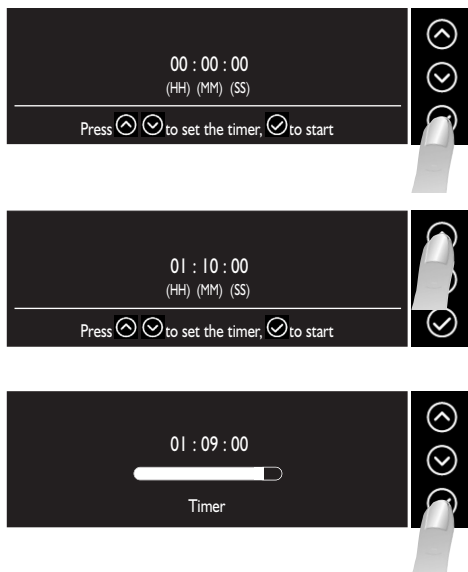 00 : 00 : 00
(HH) (MM) (SS)
Press to set the timer, to start
01 : 10 : 00
(HH) (MM) (SS)
Press to set the timer, to start
01 : 09 : 00
Timer